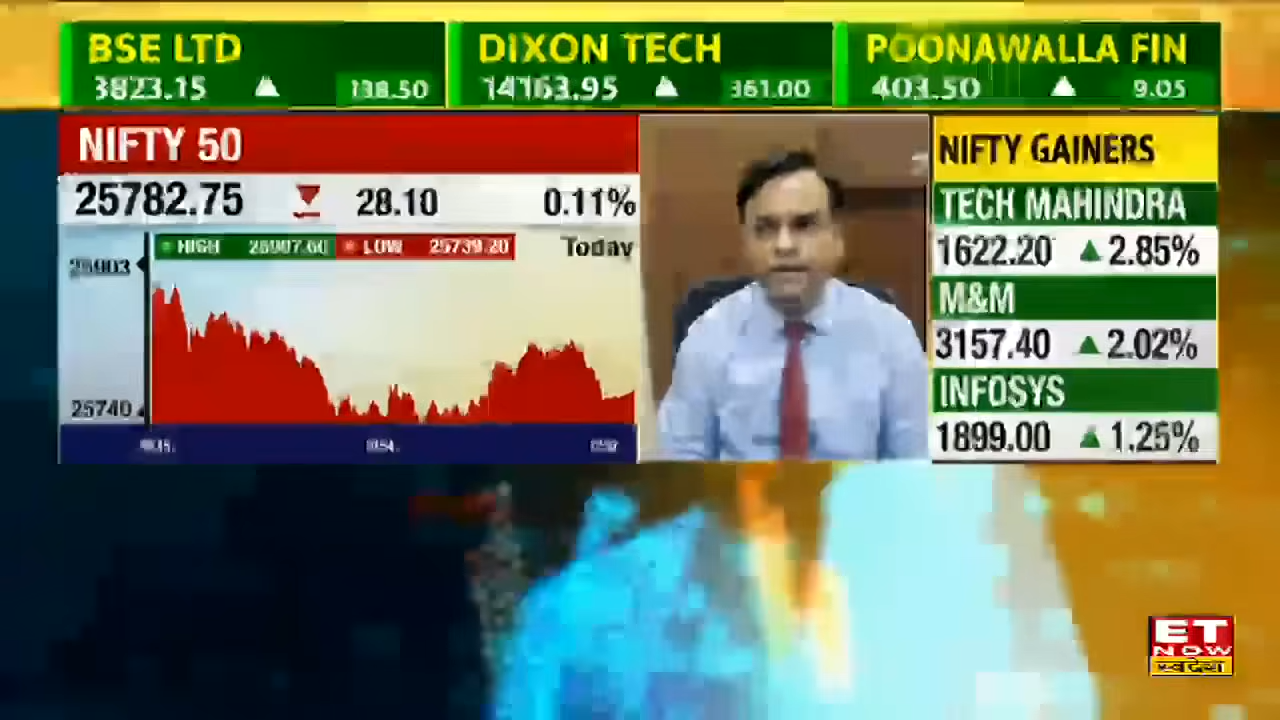 BSE LTD
3823.15 ▲ 138.50
DIXON TECH
14163.95 ▲ 361.00
POONAWALLA FIN
403.50 ▲ 9.05
NIFTY 50
25782.75 ▼ 28.10 0.11%
HIGH LOW 25739.20 Today
25740
NIFTY GAINERS
TECH MAHINDRA
1622.20 ▲ 2.85%
M&M
3157.40 ▲ 2.02%
INFOSYS
1899.00 ▲ 1.25%
ET
NOW
स्वदेश